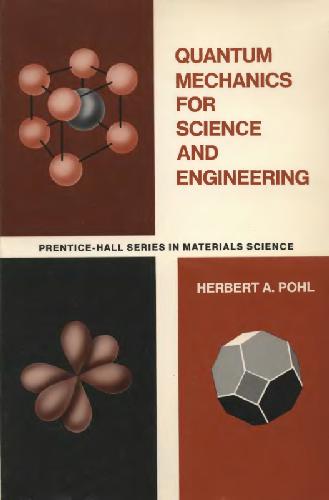 QUANTUM
MECHANICS
FOR
SCIENCE
AND
ENGINEERING
PRENTICE-HALL SERIES IN MATERIALS SCIENCE
HERBERT A. POHL